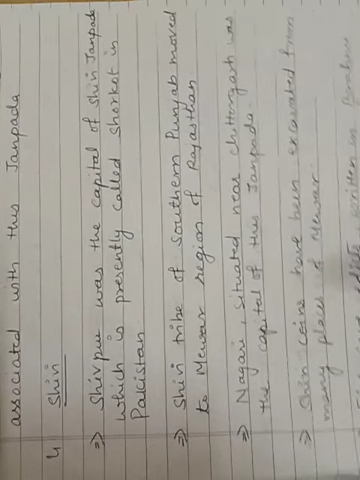 associated with this Janpada
4 Shivi
⇒ Shivpur was the capital of Shivi Janpada
which is presently called Shorkot in
Pakistan
⇒ Shivi tribe of Southern Punjab moved
to Mewar region of Rajasthan
⇒ Nagari, Situated near chittorgarh was
the capital of this Janpada.
⇒ Shivi coins have been excavated from
many places of Mewar
written in